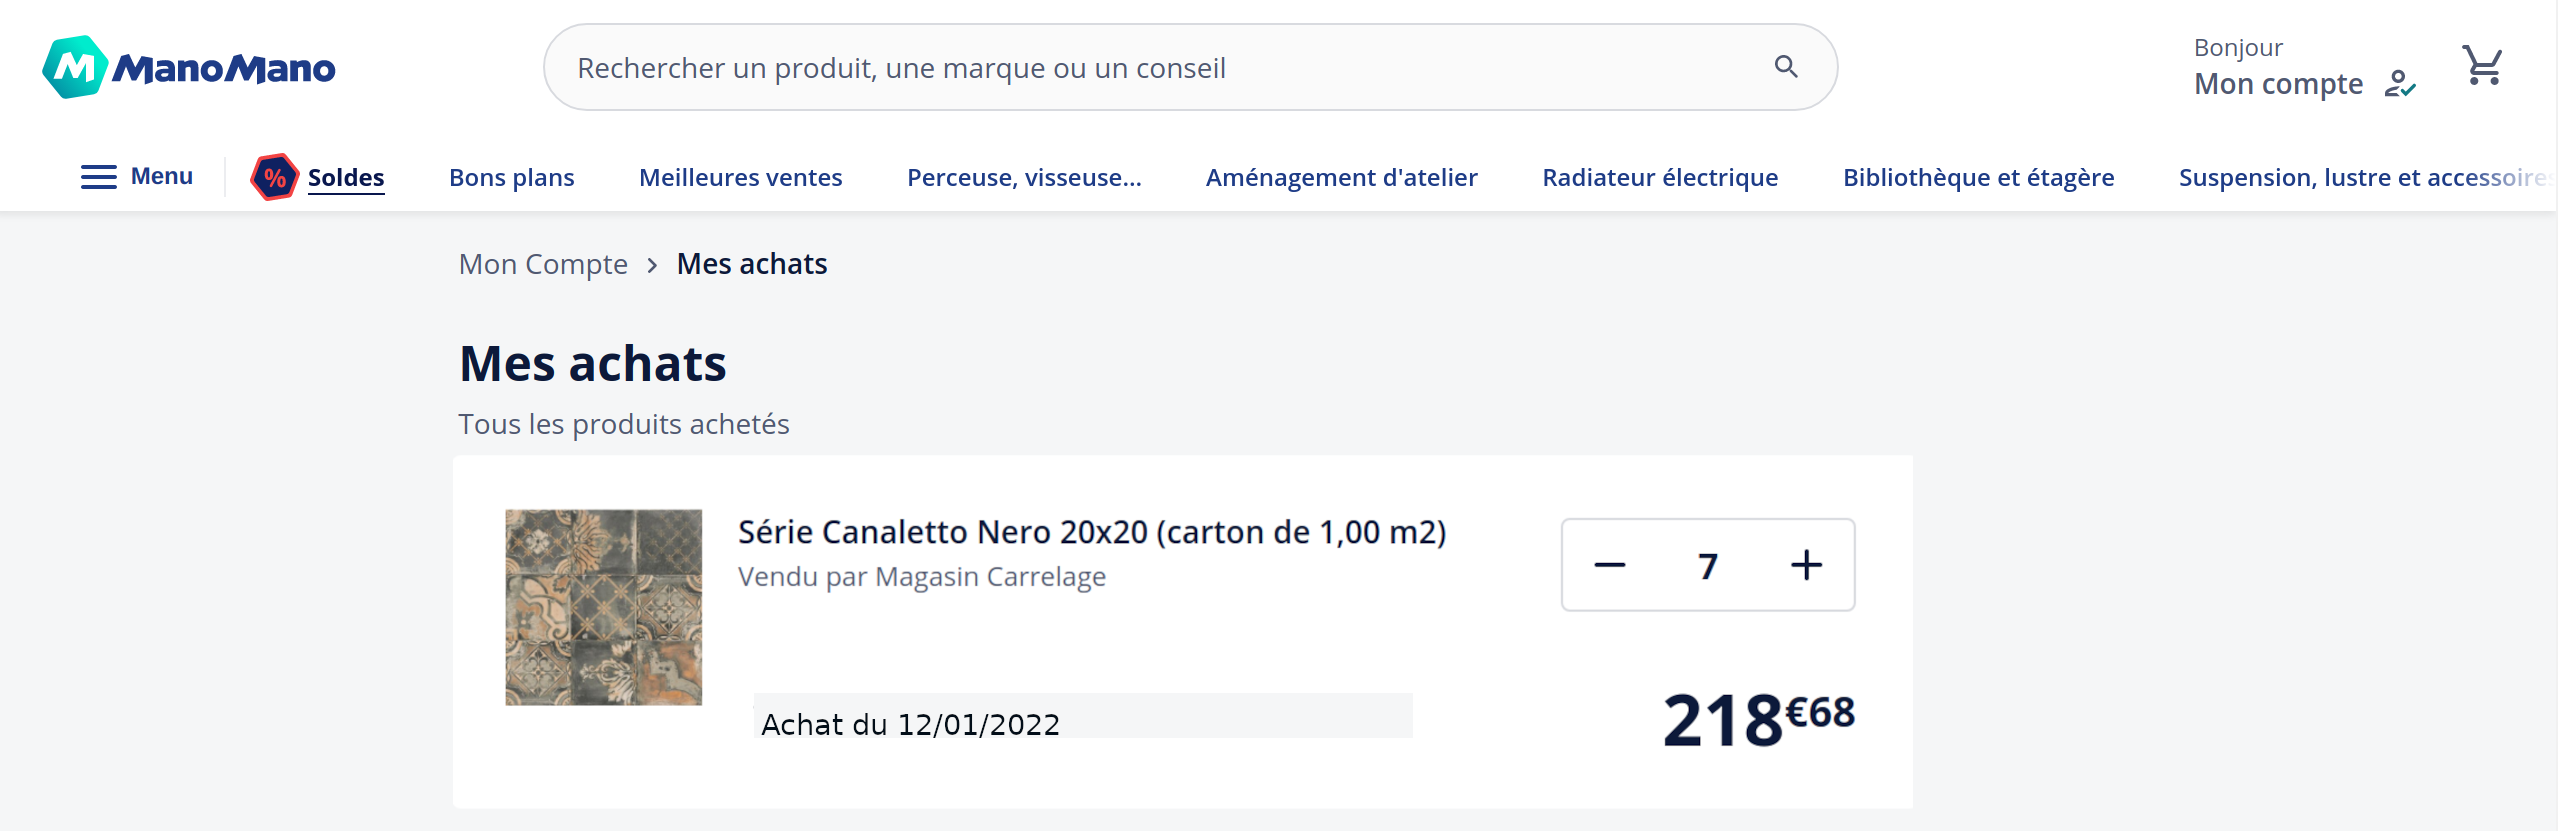 ManoMano
Rechercher un produit, une marque ou un conseil
Bonjour
Mon compte
Menu
% Soldes
Bons plans
Meilleures ventes
Perceuse, visseuse...
Aménagement d'atelier
Radiateur électrique
Bibliothèque et étagère
Suspension, lustre et accessoires
Mon Compte > Mes achats
Mes achats
Tous les produits achetés
Série Canaletto Nero 20x20 (carton de 1,00 m2)
Vendu par Magasin Carrelage
− 7 +
Achat du 12/01/2022
218€68